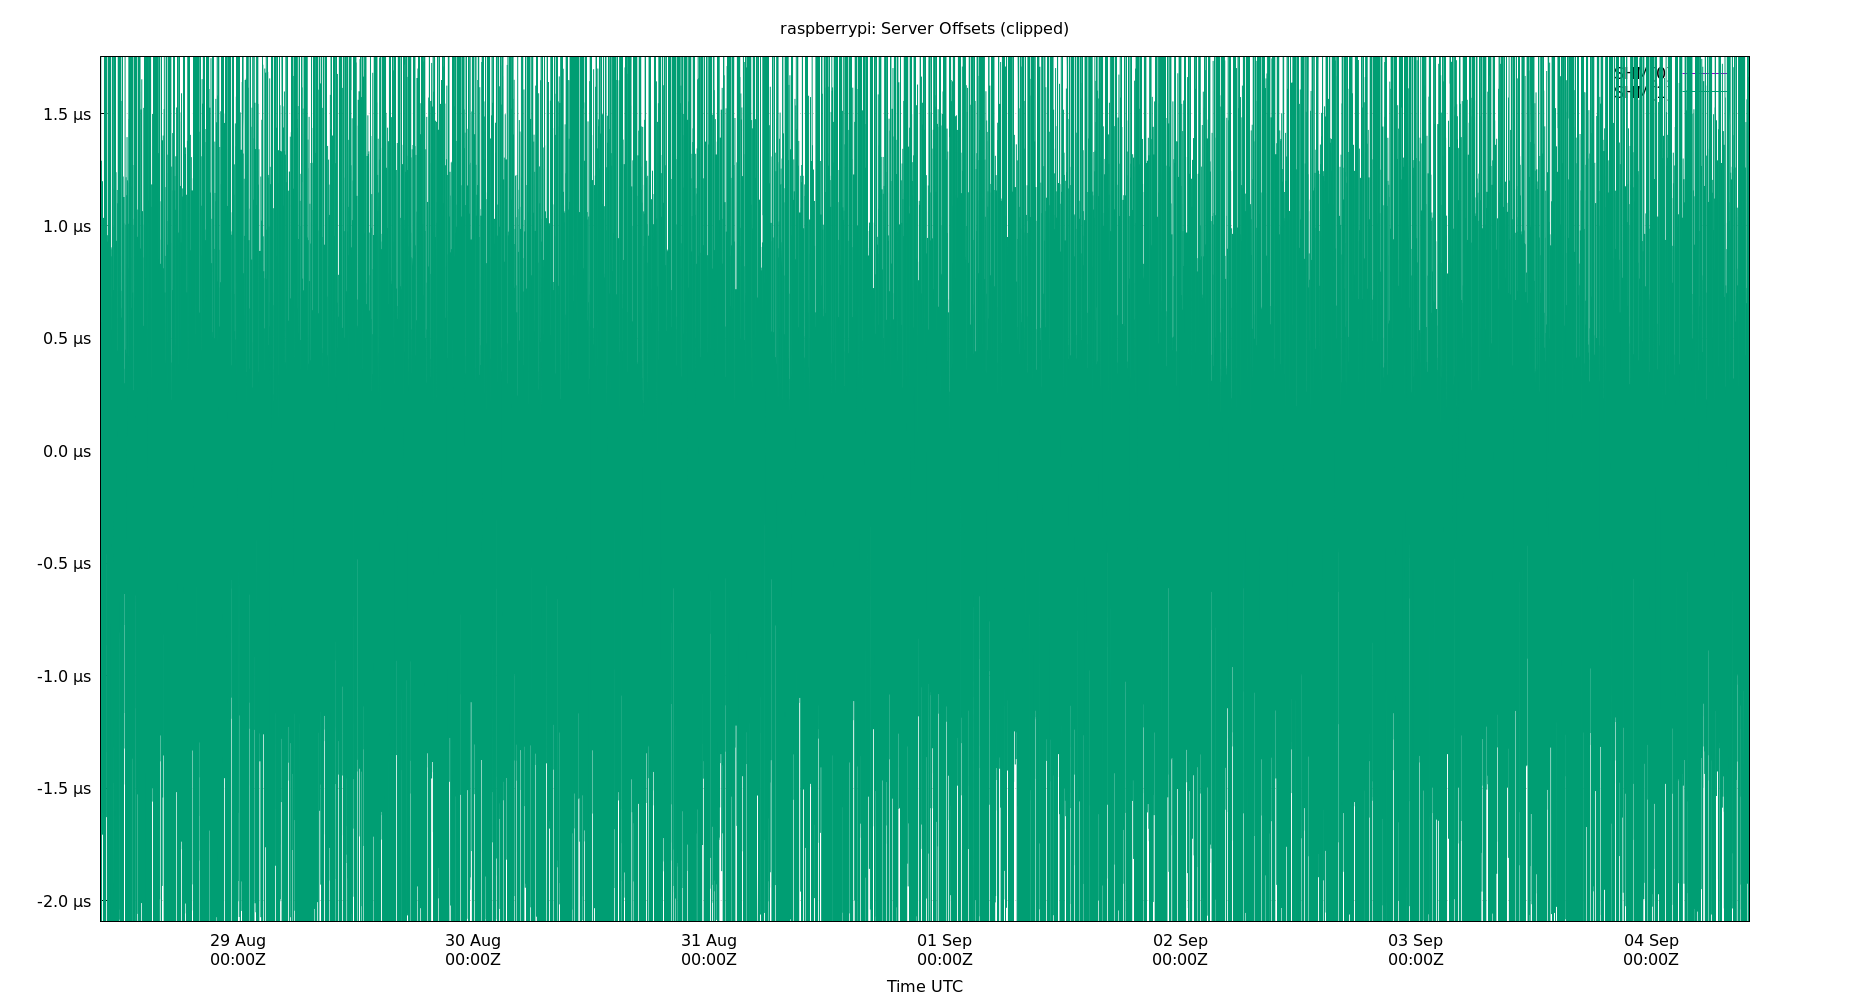 raspberrypi: Server Offsets (clipped)
1.5 µs
1.0 µs
0.5 µs
0.0 µs
-0.5 µs
-1.0 µs
-1.5 µs
-2.0 µs
29 Aug
00:00Z
30 Aug
00:00Z
31 Aug
00:00Z
01 Sep
00:00Z
02 Sep
00:00Z
03 Sep
00:00Z
04 Sep
00:00Z
Time UTC